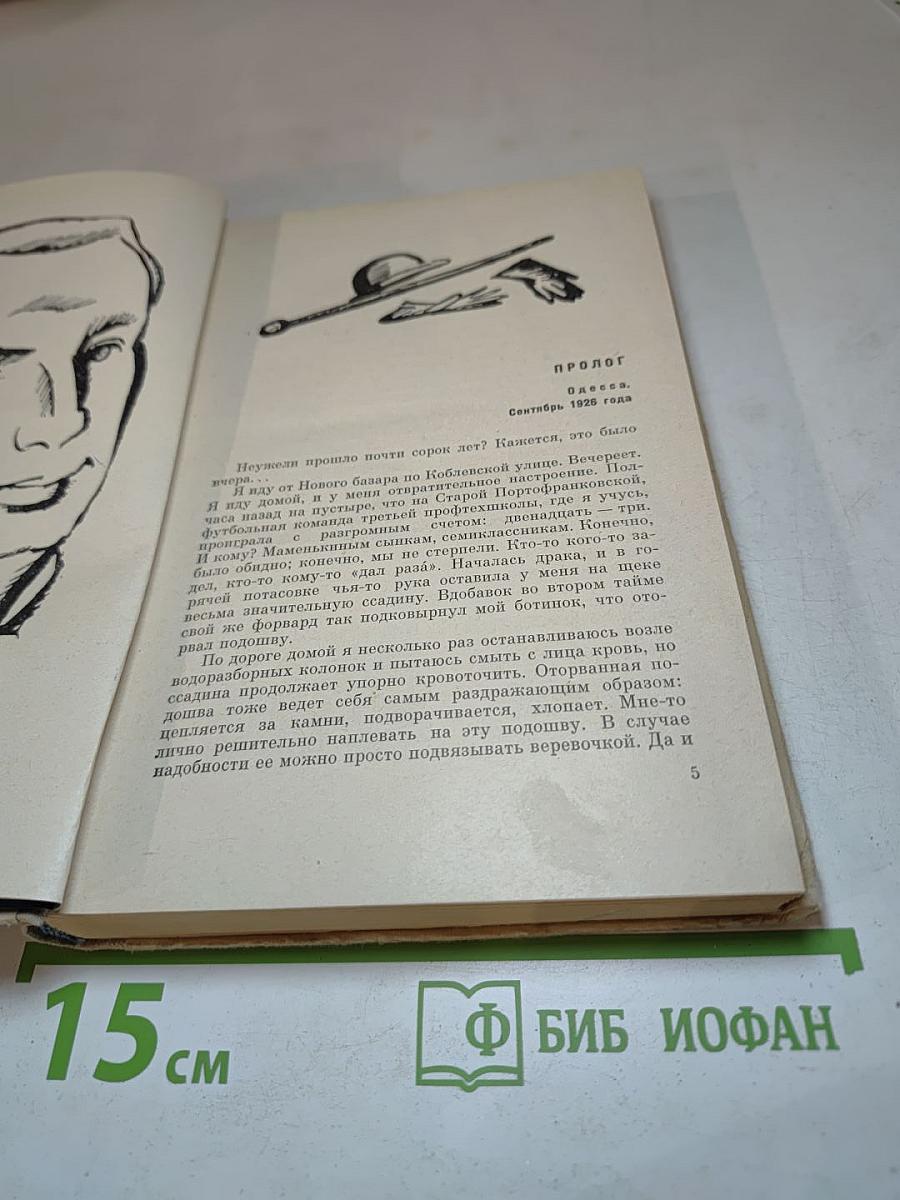 ПРОЛОГ
Одесса.
Сентябрь 1926 года
Неужели прошло почти сорок лет? Кажется, это было
вчера...
Я иду от Нового базара по Коблевской улице. Вечереет.
Я иду домой, и у меня отвратительное настроение. Пол-
часа назад на пустыре, что на Старой Портофранковской,
футбольная команда третьей профтехшколы, где я учусь,
проиграла с разгромным счетом: двенадцать — три.
И кому? Маменькиным сынкам, семиклассникам. Конечно,
было обидно; конечно, мы не стерпели. Кто-то кого-то за-
дел, кто-то кому-то «дал раза́». Началась драка, и в го-
рячей потасовке чья-то рука оставила у меня на щеке
весьма значительную ссадину. Вдобавок во втором тайме
свой же форвард так подковырнул мой ботинок, что ото-
рвал подошву.
По дороге домой я несколько раз останавливаюсь возле
водоразборных колонок и пытаюсь смыть с лица кровь, но
ссадина продолжает упорно кровоточить. Оторванная по-
дошва тоже ведет себя самым раздражающим образом:
цепляется за камни, подворачивается, хлопает. Мне-то
лично решительно наплевать на эту подошву. В случае
надобности ее можно просто подвязывать веревочкой. Да и
5
15 см
Ф БИБ ИОФАН